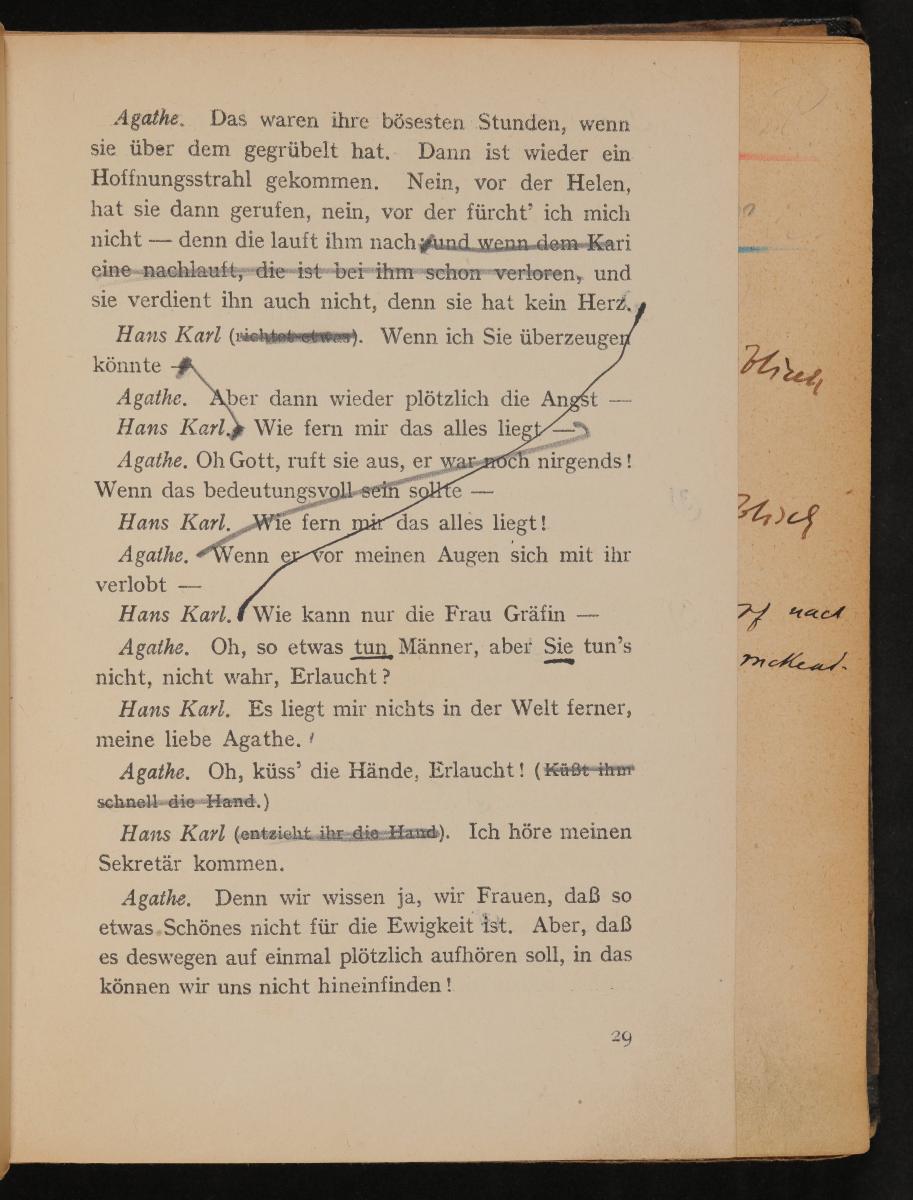 Agathe. Das waren ihre bösesten Stunden, wenn
sie über dem gegrübelt hat. Dann ist wieder ein
Hoffnungsstrahl gekommen. Nein, vor der Helen,
hat sie dann gerufen, nein, vor der fürcht’ ich mich
nicht — denn die lauft ihm nach; und wenn dem Kari
eine nachlauft, die ist bei ihm schon verloren, und
sie verdient ihn auch nicht, denn sie hat kein Herz.
Hans Karl (richtet etwas). Wenn ich Sie überzeugen
könnte —
Agathe. Aber dann wieder plötzlich die Angst —
Hans Karl. Wie fern mir das alles liegt —
Agathe. Oh Gott, ruft sie aus, er war noch nirgends!
Wenn das bedeutungsvoll sein sollte —
Hans Karl. Wie fern mir das alles liegt!
Agathe. Wenn er vor meinen Augen sich mit ihr
verlobt —
Hans Karl. Wie kann nur die Frau Gräfin —
Agathe. Oh, so etwas tun Männer, aber Sie tun’s
nicht, nicht wahr, Erlaucht?
Hans Karl. Es liegt mir nichts in der Welt ferner,
meine liebe Agathe.
Agathe. Oh, küss’ die Hände, Erlaucht! (Küßt ihm
schnell die Hand.)
Hans Karl (entzieht ihr die Hand). Ich höre meinen
Sekretär kommen.
Agathe. Denn wir wissen ja, wir Frauen, daß so
etwas Schönes nicht für die Ewigkeit ist. Aber, daß
es deswegen auf einmal plötzlich aufhören soll, in das
können wir uns nicht hineinfinden!
29
nach